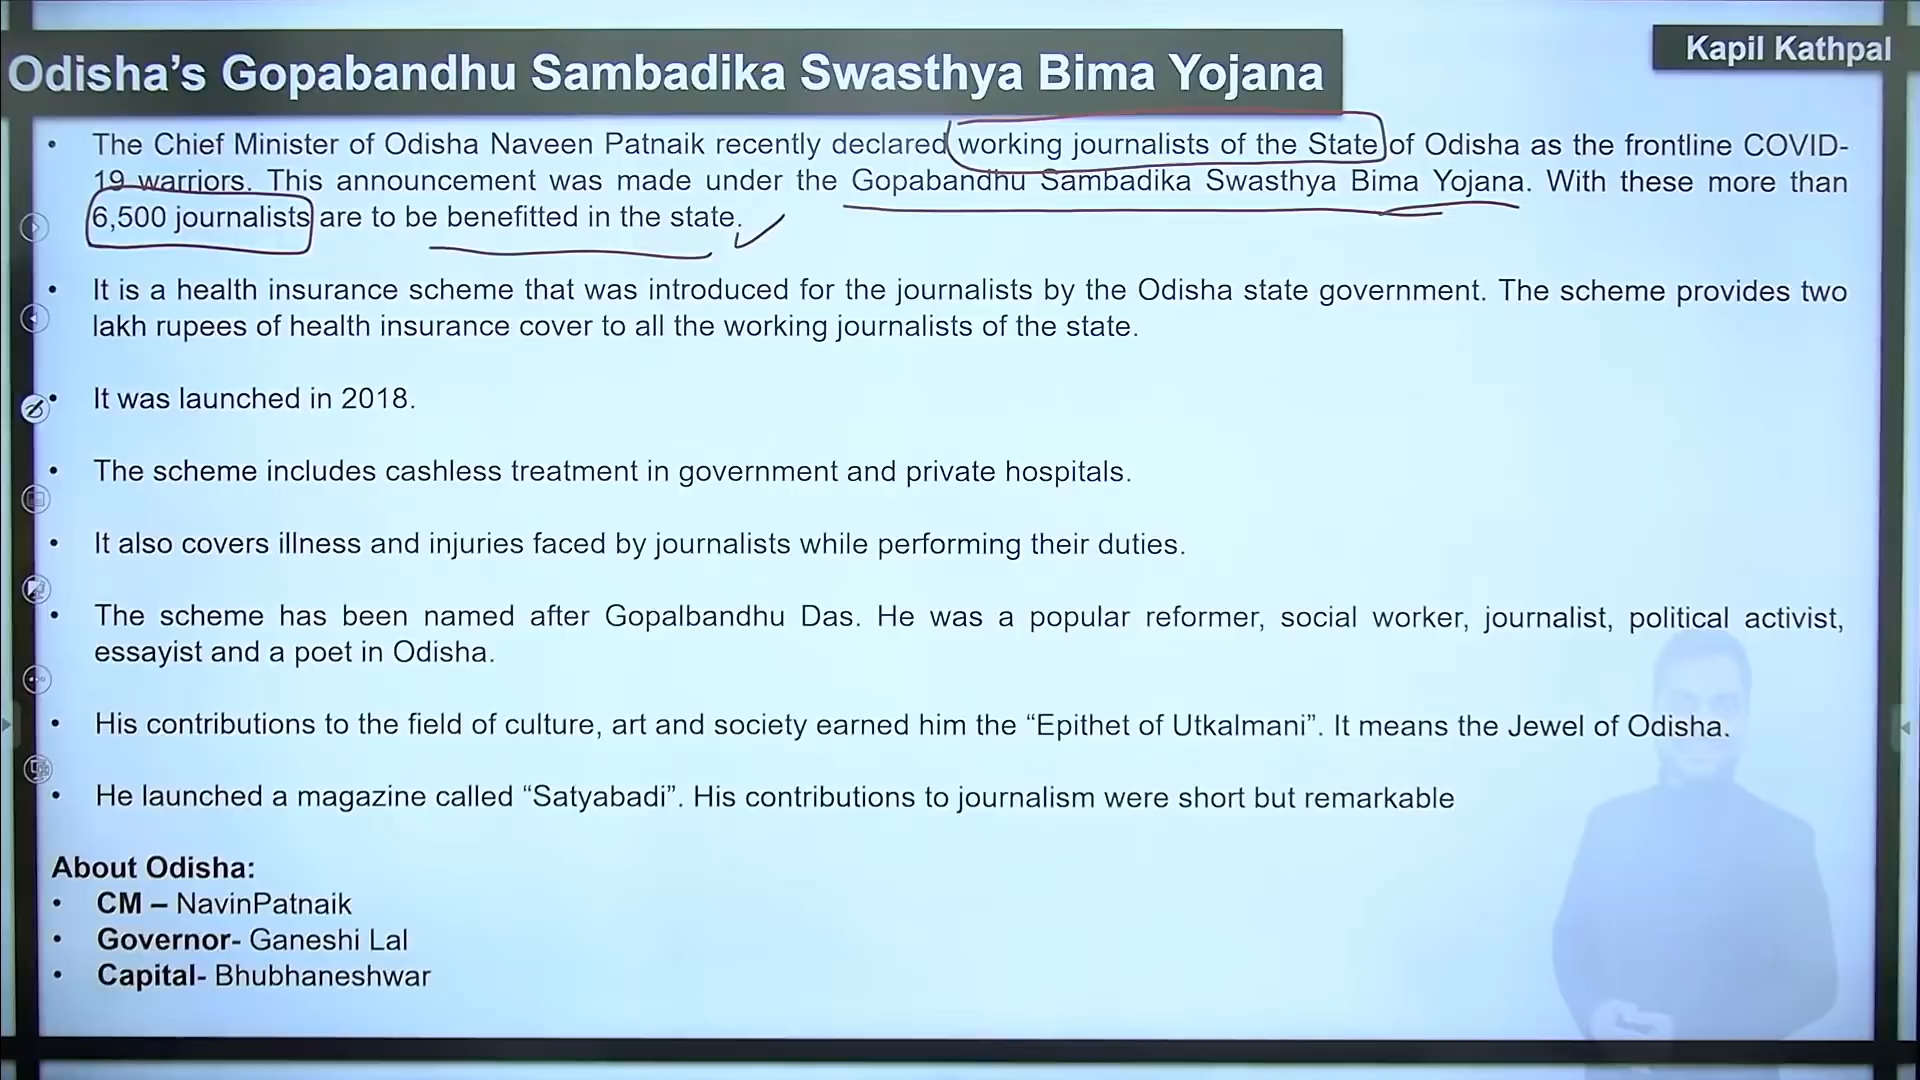 Odisha's Gopabandhu Sambadika Swasthya Bima Yojana
Kapil Kathpal
• The Chief Minister of Odisha Naveen Patnaik recently declared working journalists of the State of Odisha as the frontline COVID-
19 warriors. This announcement was made under the Gopabandhu Sambadika Swasthya Bima Yojana. With these more than
6,500 journalists are to be benefitted in the state.
• It is a health insurance scheme that was introduced for the journalists by the Odisha state government. The scheme provides two
lakh rupees of health insurance cover to all the working journalists of the state.
• It was launched in 2018.
• The scheme includes cashless treatment in government and private hospitals.
• It also covers illness and injuries faced by journalists while performing their duties.
• The scheme has been named after Gopalbandhu Das. He was a popular reformer, social worker, journalist, political activist,
essayist and a poet in Odisha.
• His contributions to the field of culture, art and society earned him the “Epithet of Utkalmani”. It means the Jewel of Odisha.
• He launched a magazine called “Satyabadi”. His contributions to journalism were short but remarkable
About Odisha:
• CM – NavinPatnaik
• Governor- Ganeshi Lal
• Capital- Bhubhaneshwar